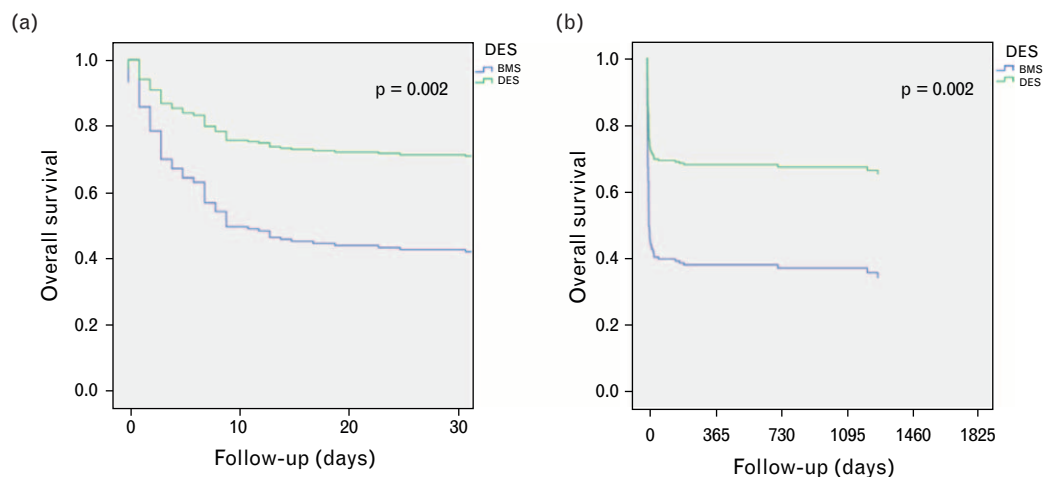 (a)
DES
BMS
DES
p = 0.002
1.0
0.8
0.6
0.4
0.2
0.0
Overall survival
0 10 20 30
Follow-up (days)
(b)
DES
BMS
DES
p = 0.002
1.0
0.8
0.6
0.4
0.2
0.0
Overall survival
0 365 730 1095 1460 1825
Follow-up (days)